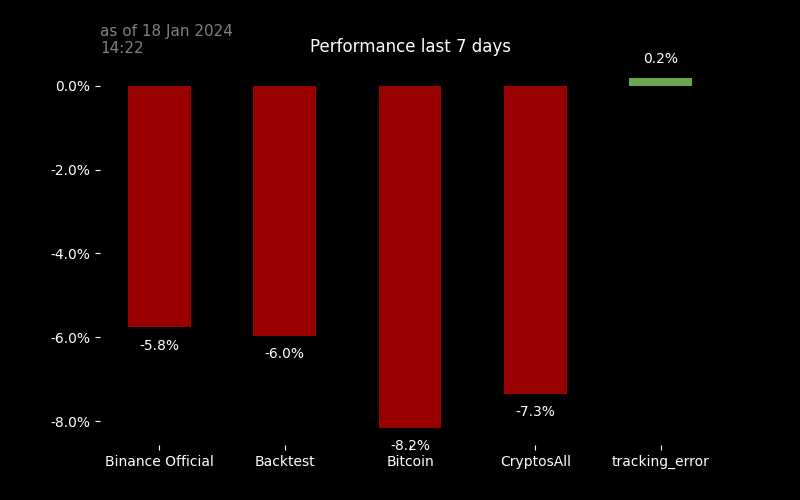 as of 18 Jan 2024
14:22
Performance last 7 days
0.2%
0.0%
-2.0%
-4.0%
-6.0%
-8.0%
-5.8%
-6.0%
-8.2%
-7.3%
Binance Official
Backtest
Bitcoin
CryptosAll
tracking_error